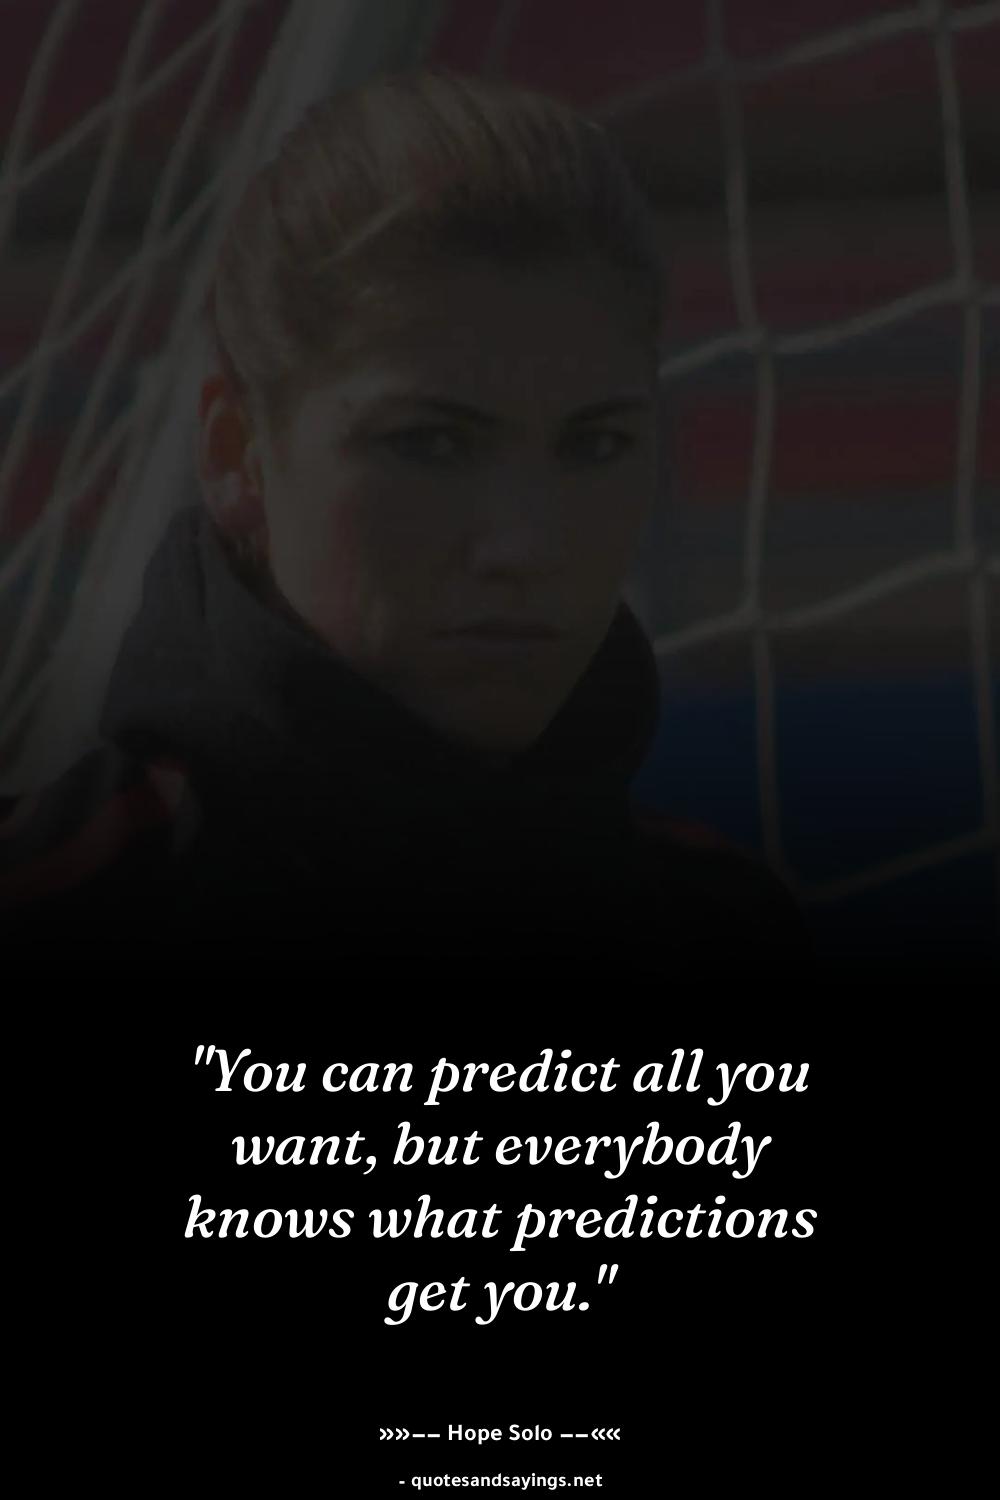 "You can predict all you
want, but everybody
knows what predictions
get you."
»»−− Hope Solo −−««
- quotesandsayings.net